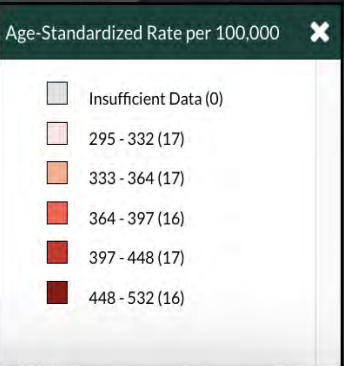 Age-Standardized Rate per 100,000
Insufficient Data (0)
295 - 332 (17)
333 - 364 (17)
364 - 397 (16)
397 - 448 (17)
448 - 532 (16)